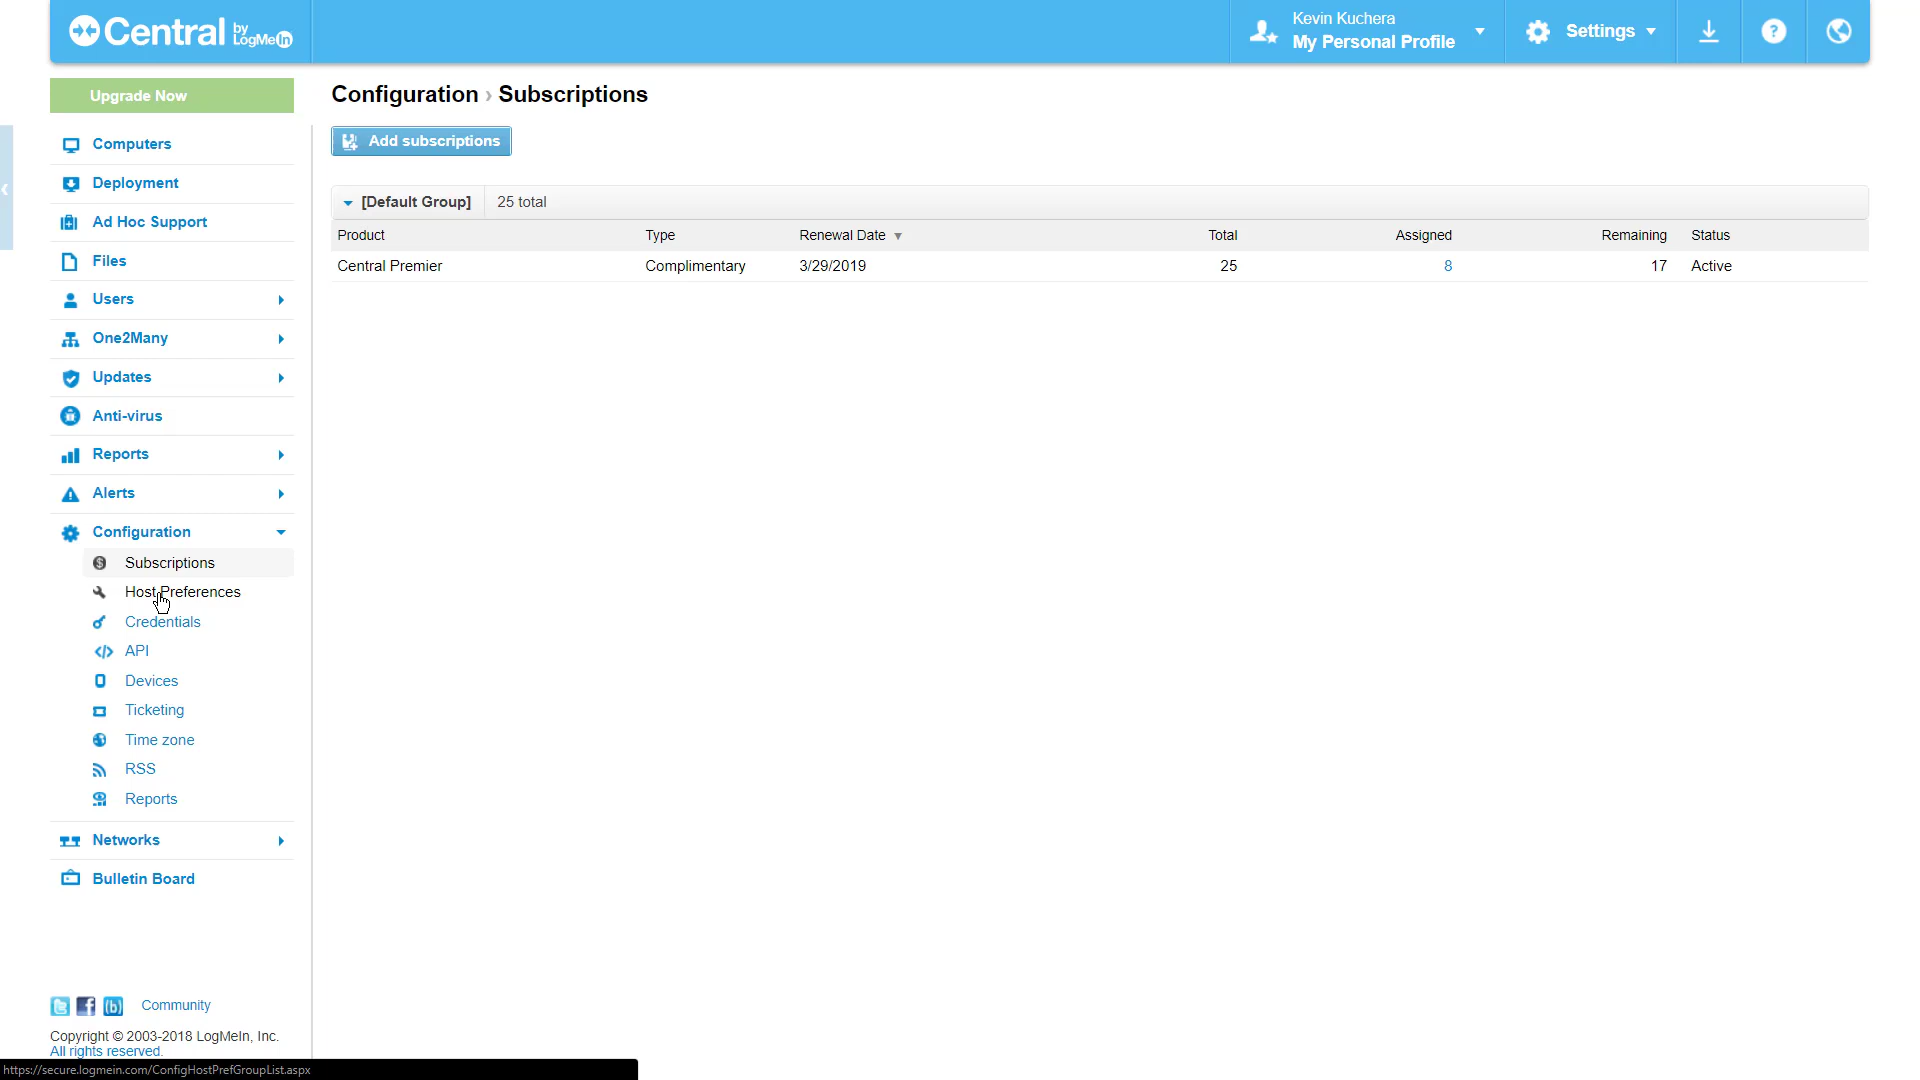 Central by LogMeIn
Kevin Kuchera
My Personal Profile
Settings
?
Upgrade Now
Configuration › Subscriptions
Add subscriptions
Computers
Deployment
Ad Hoc Support
Files
Users
One2Many
Updates
Anti-virus
Reports
Alerts
Configuration
Subscriptions
Host Preferences
Credentials
API
Devices
Ticketing
Time zone
RSS
Reports
Networks
Bulletin Board
[Default Group] 25 total
Product Type Renewal Date Total Assigned Remaining Status
Central Premier Complimentary 3/29/2019 25 8 17 Active
Community
Copyright © 2003-2018 LogMeIn, Inc.
All rights reserved.
https://secure.logmein.com/ConfigHostPrefGroupList.aspx